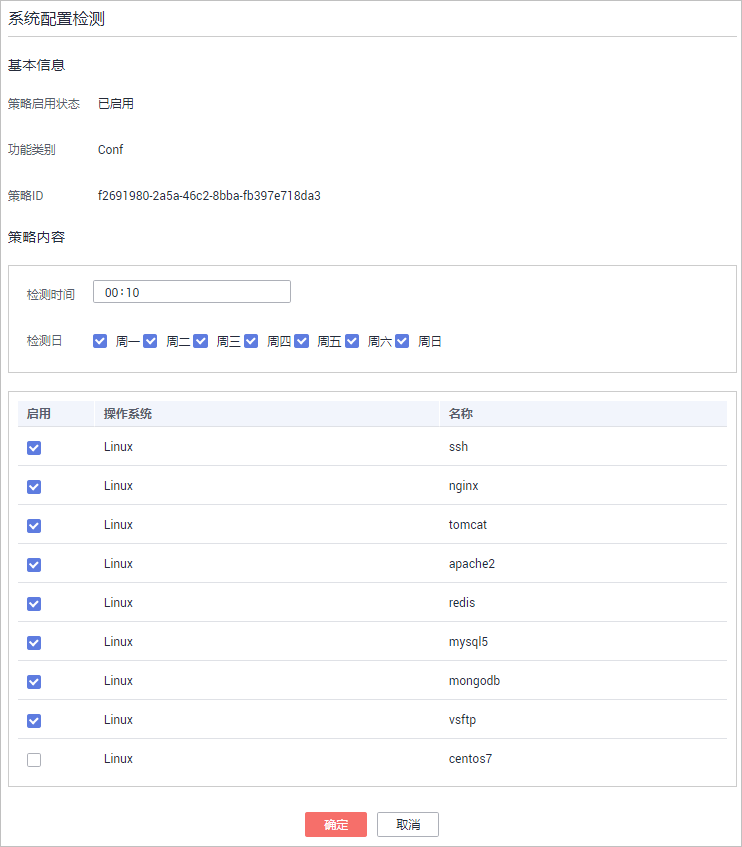 系统配置检测
基本信息
策略启用状态 已启用
功能类别 Conf
策略ID f2691980-2a5a-46c2-8bba-fb397e718da3
策略内容
检测时间 00:10
检测日 周一 周二 周三 周四 周五 周六 周日
启用 操作系统 名称
Linux ssh
Linux nginx
Linux tomcat
Linux apache2
Linux redis
Linux mysql5
Linux mongodb
Linux vsftp
Linux centos7
确定 取消